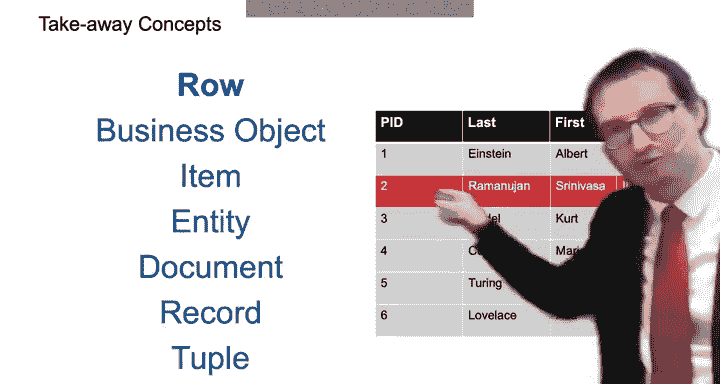 Take-away Concepts
Row
Business Object
Item
Entity
Document
Record
Tuple
PID Last First
1 Einstein Albert
2 Ramanujan Srinivasa
3 Kurt
4
5 Turing
6 Lovelace